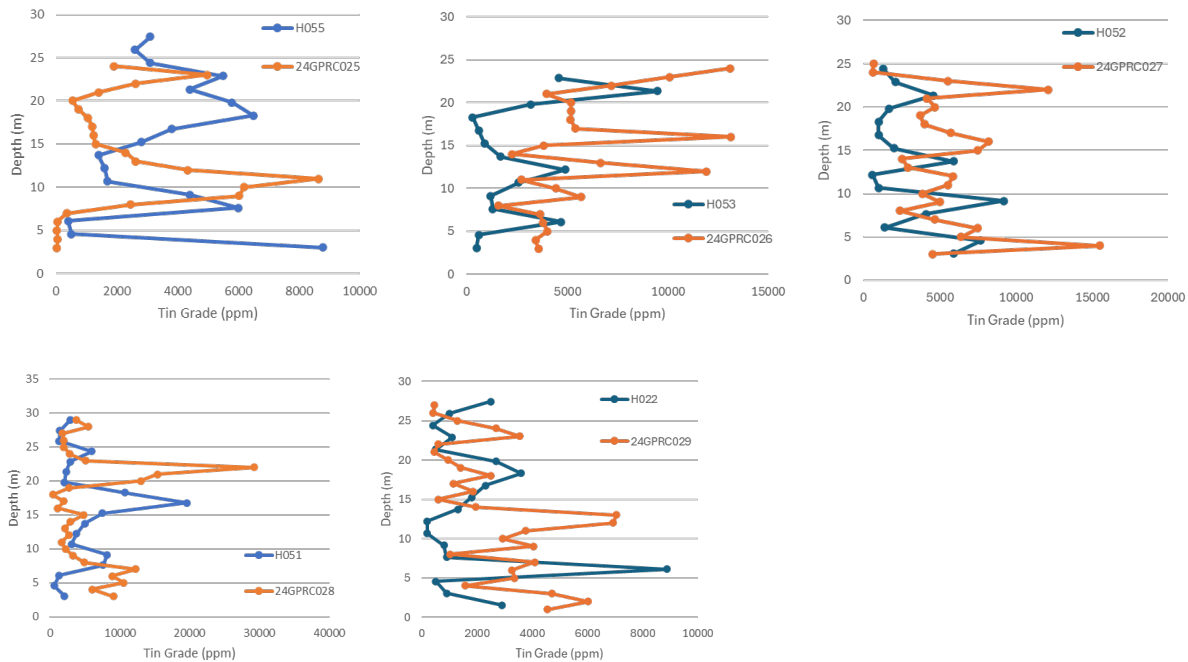 30
25
20
15
10
5
0
Depth (m)
0 2000 4000 6000 8000 10000
Tin Grade (ppm)
H055
24GPRC025
30
25
20
15
10
5
0
Depth (m)
0 5000 10000 15000
Tin Grade (ppm)
H053
24GPRC026
30
25
20
15
10
5
0
Depth (m)
0 5000 10000 15000 20000
Tin Grade (ppm)
H052
24GPRC027
35
30
25
20
15
10
5
0
Depth (m)
0 10000 20000 30000 40000
Tin Grade (ppm)
H051
24GPRC028
30
25
20
15
10
5
0
Depth (m)
0 2000 4000 6000 8000 10000
Tin Grade (ppm)
H022
24GPRC029